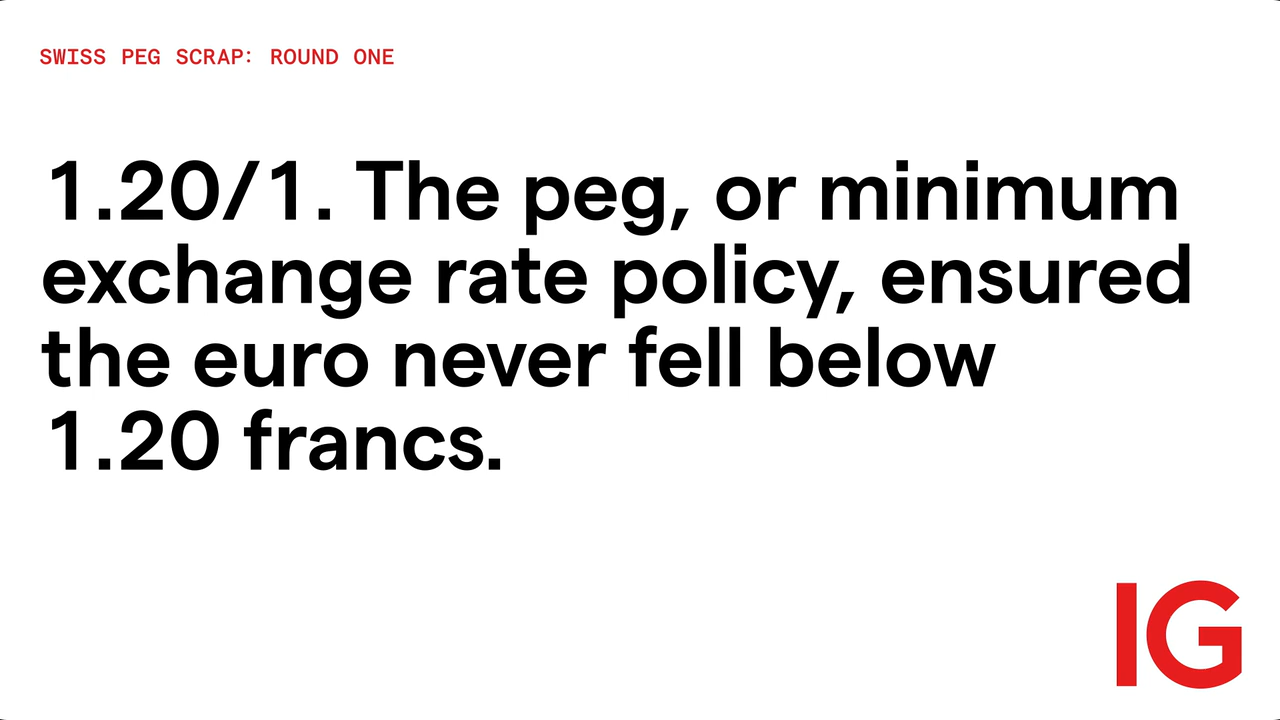 SWISS PEG SCRAP: ROUND ONE
1.20/1. The peg, or minimum
exchange rate policy, ensured
the euro never fell below
1.20 francs.
IG